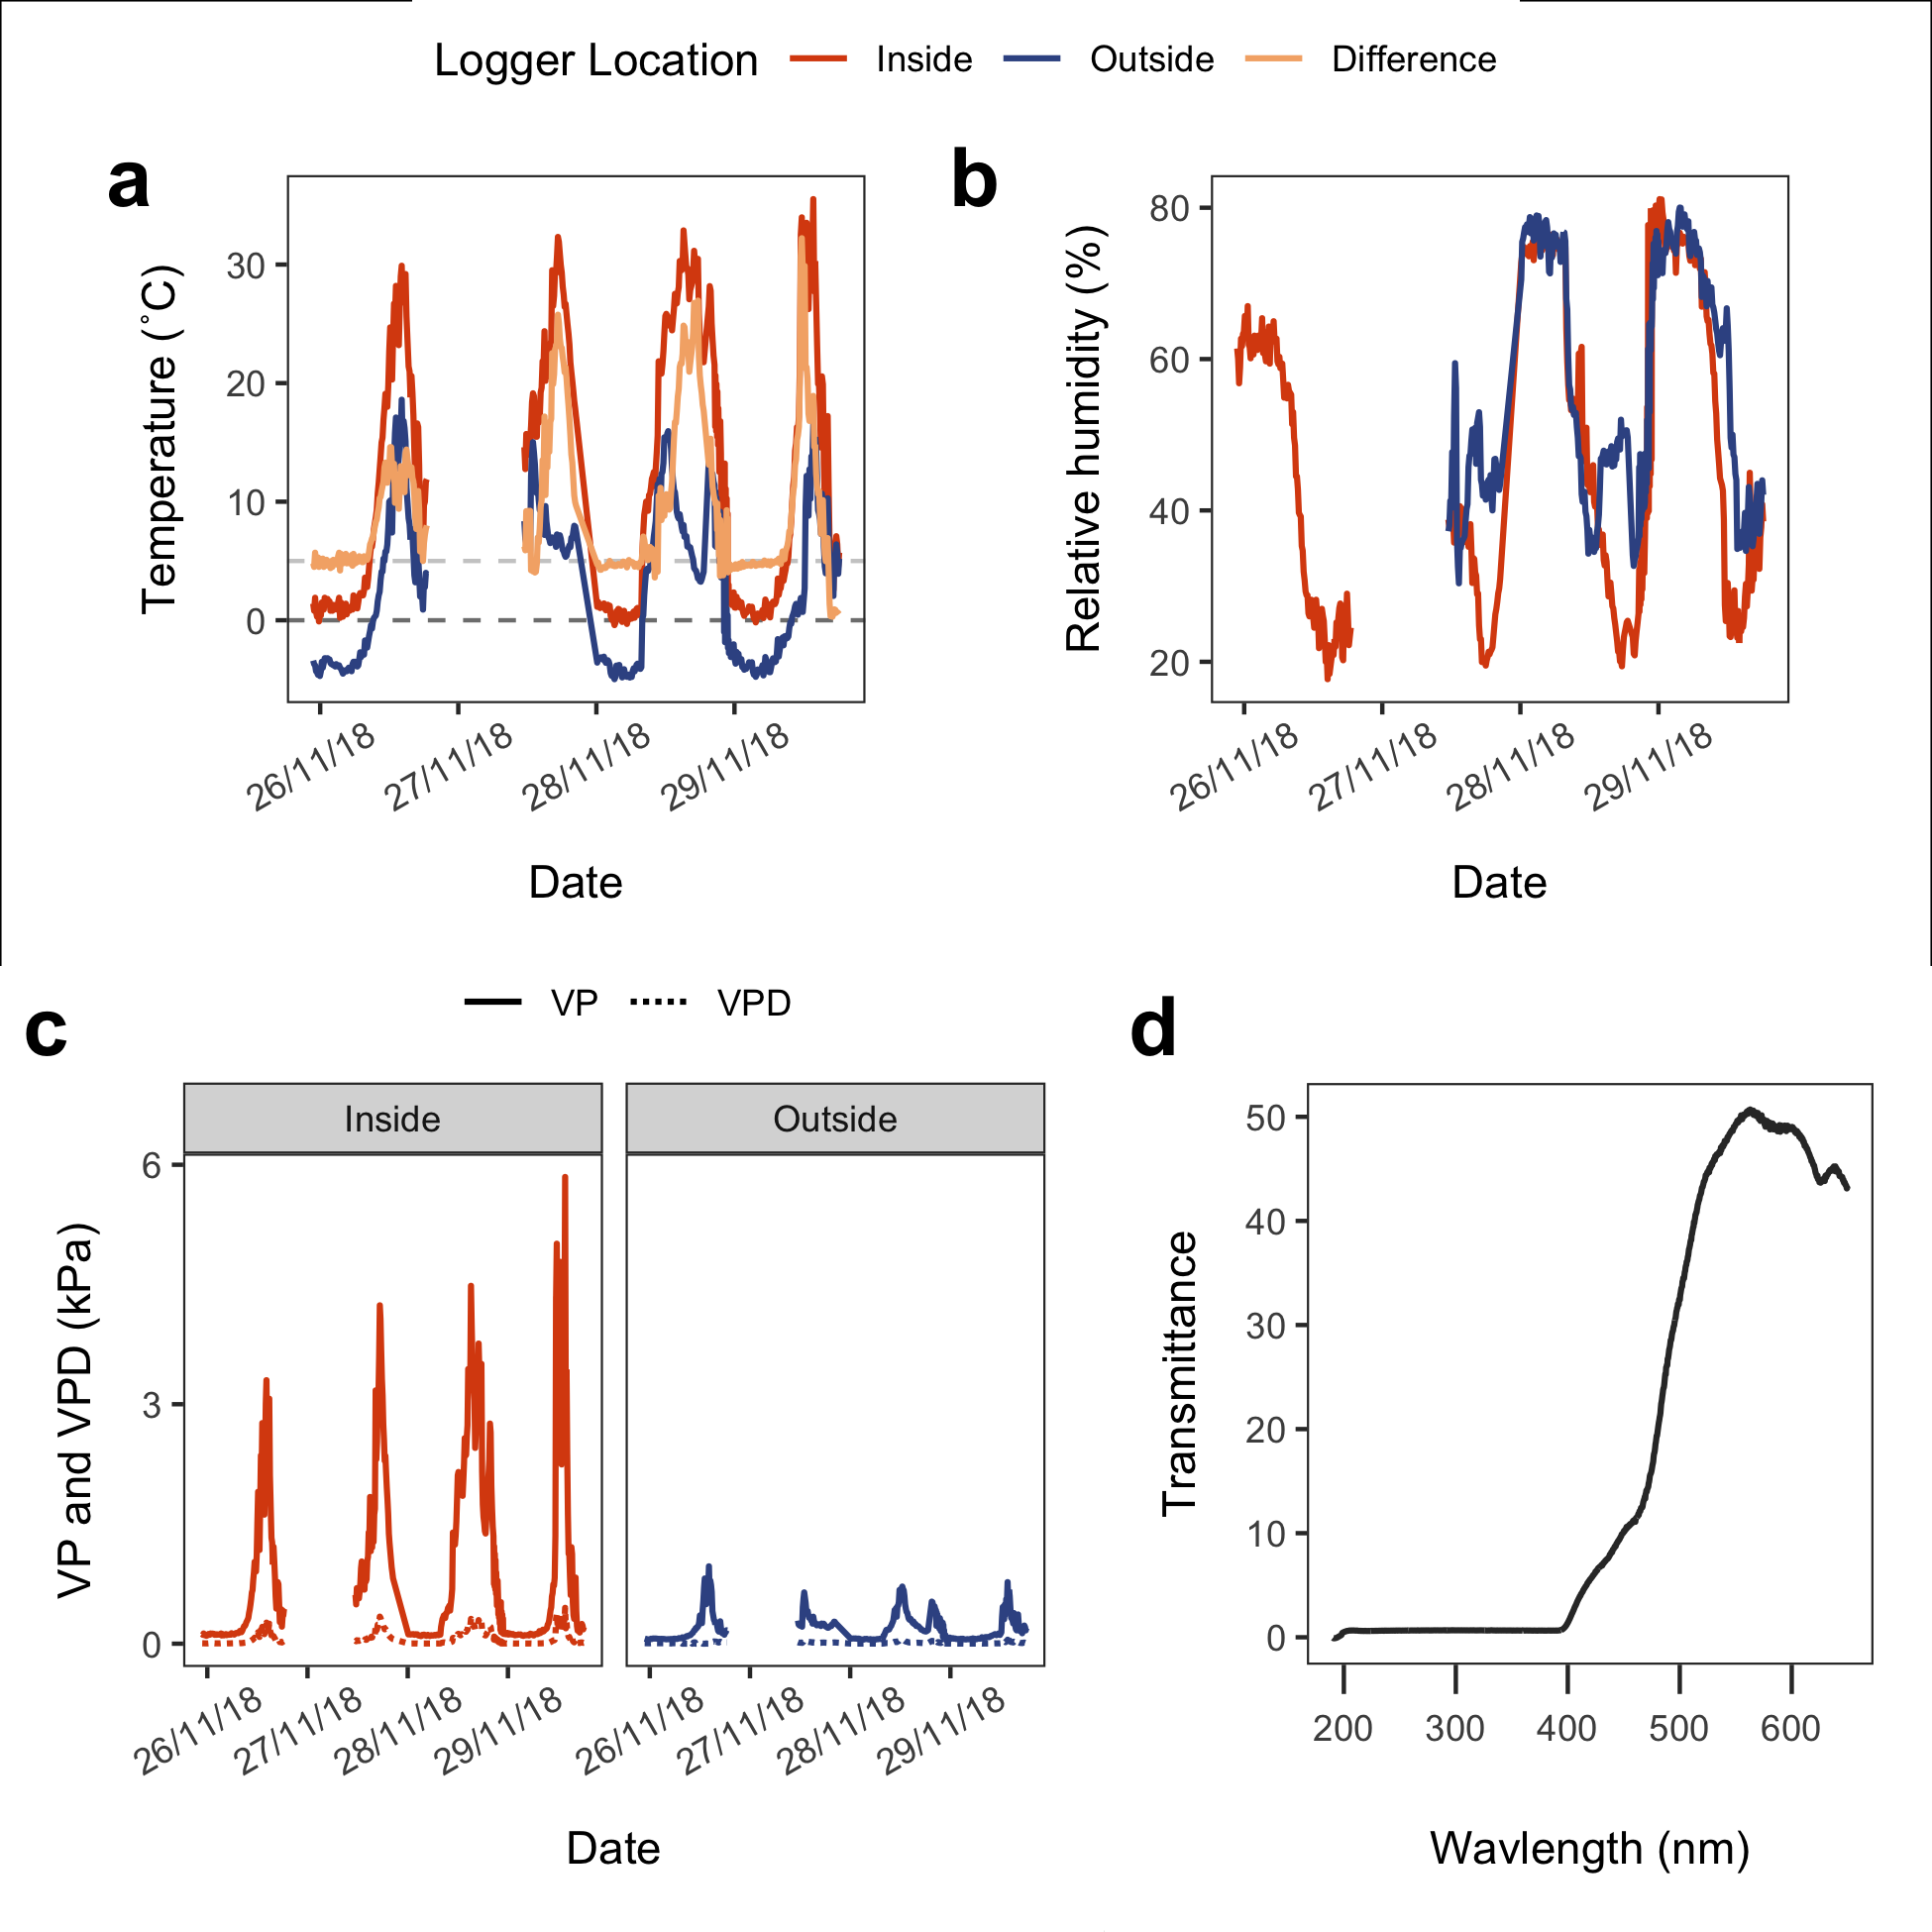 Logger Location Inside Outside Difference
a
Temperature (˚C)
30
20
10
0
26/11/18 27/11/18 28/11/18 29/11/18
Date
b
Relative humidity (%)
80
60
40
20
26/11/18 27/11/18 28/11/18 29/11/18
Date
c
VP VPD
Inside Outside
VP and VPD (kPa)
6
3
0
26/11/18 27/11/18 28/11/18 29/11/18 26/11/18 27/11/18 28/11/18 29/11/18
Date
d
Transmittance
50
40
30
20
10
0
200 300 400 500 600
Wavlength (nm)